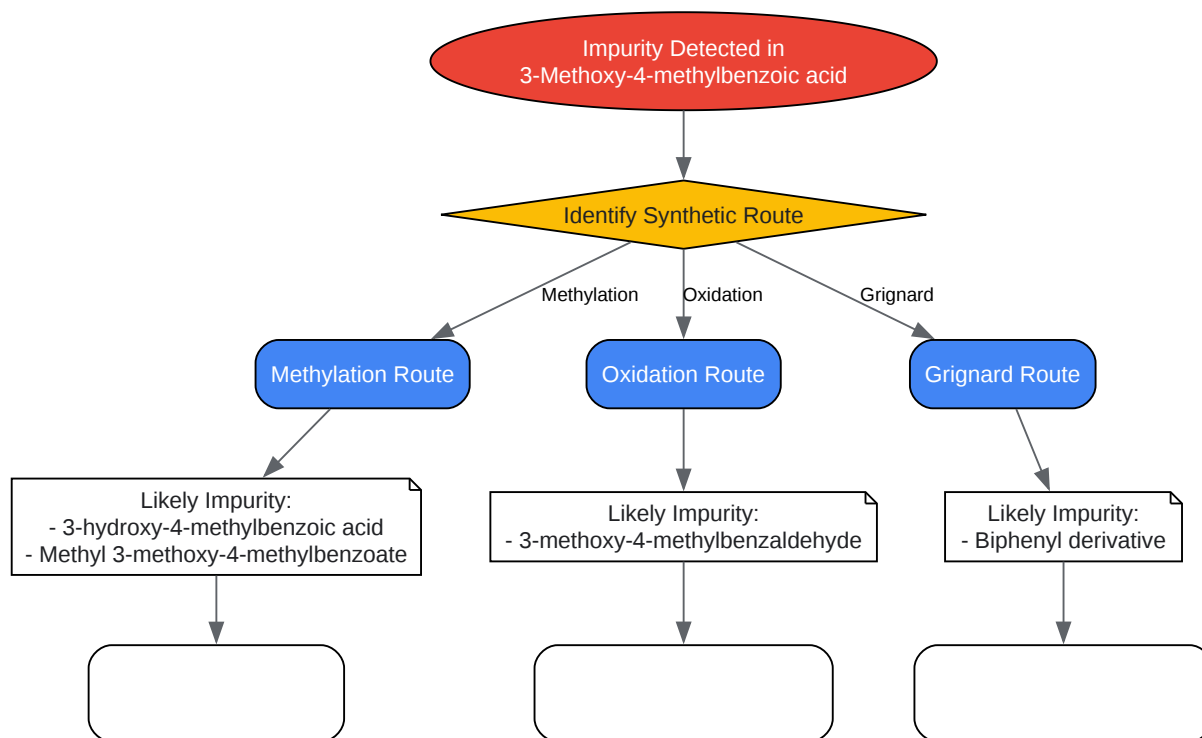 Impurity Detected in
3-Methoxy-4-methylbenzoic acid
Identify Synthetic Route
Methylation
Oxidation
Grignard
Methylation Route
Oxidation Route
Grignard Route
Likely Impurity:
- 3-hydroxy-4-methylbenzoic acid
- Methyl 3-methoxy-4-methylbenzoate
Likely Impurity:
- 3-methoxy-4-methylbenzaldehyde
Likely Impurity:
- Biphenyl derivative